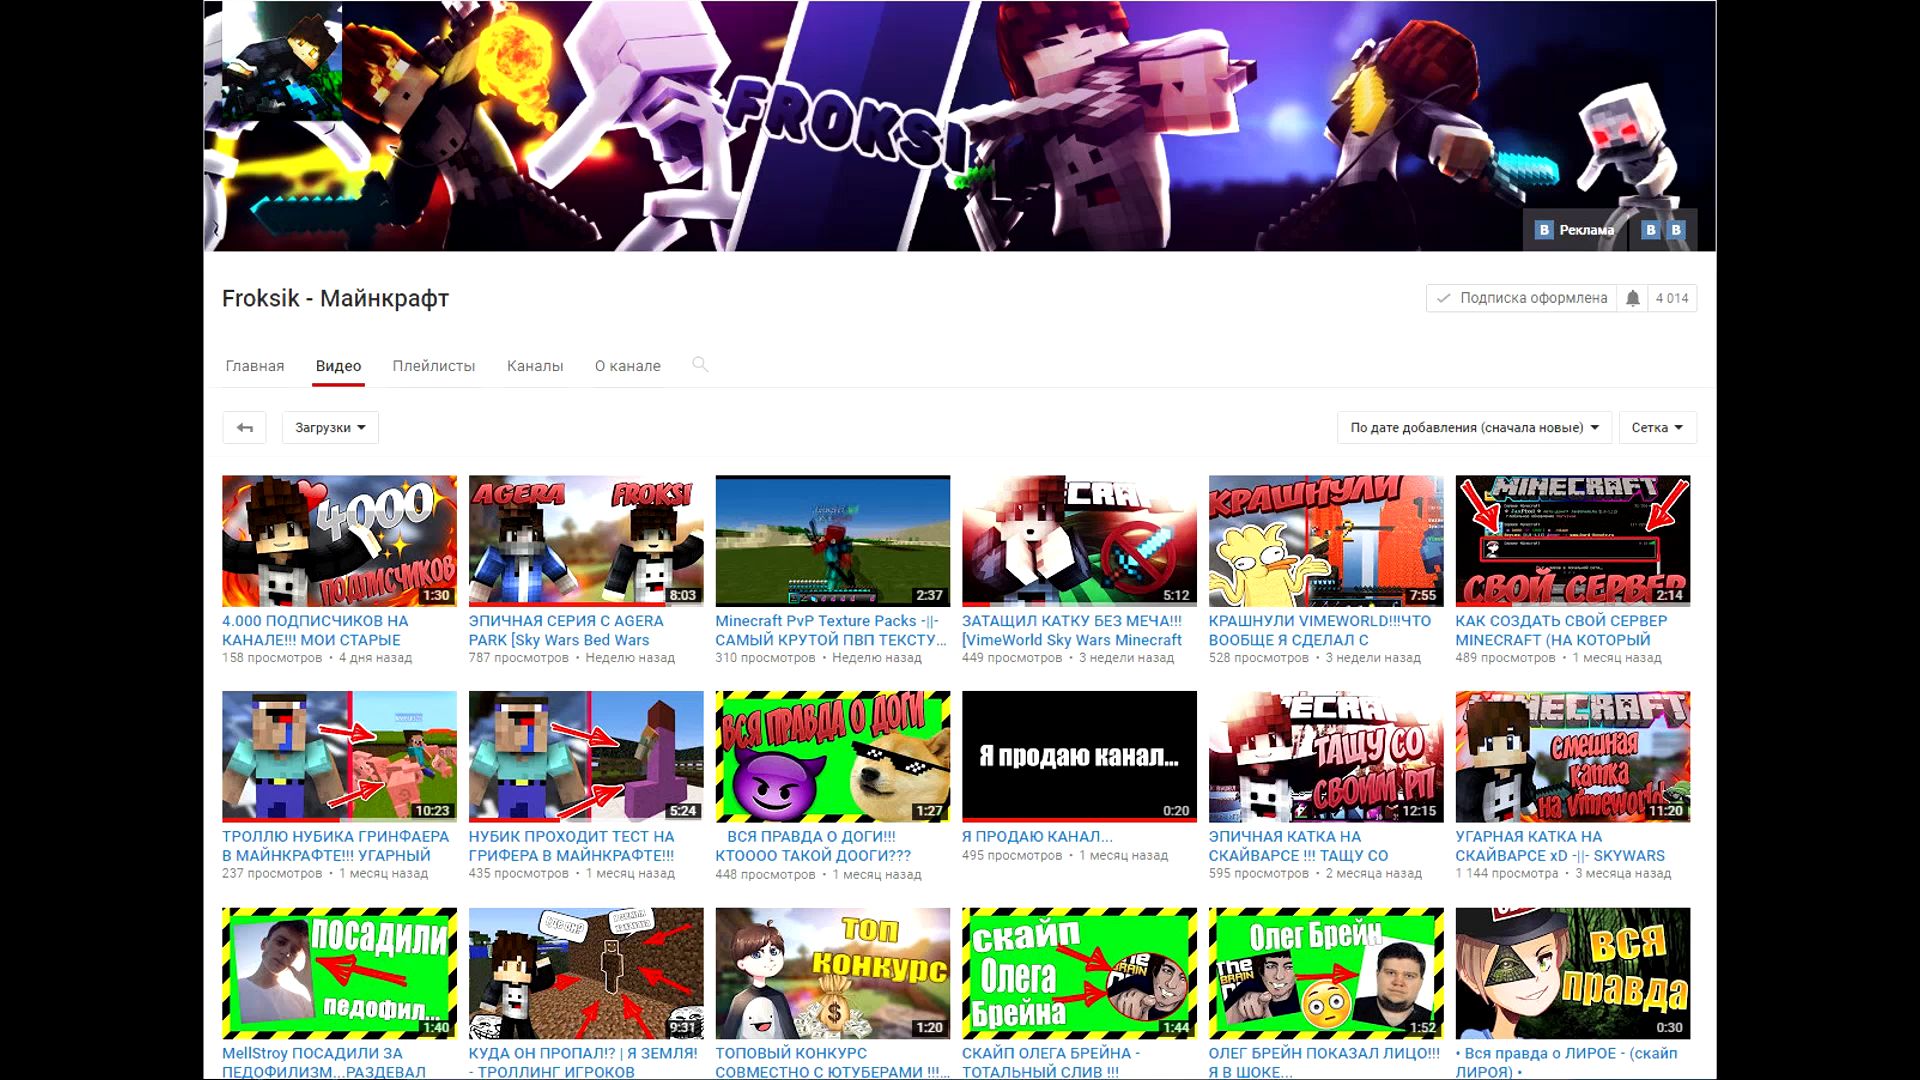 FROKSI
B Реклама B B
Froksik - Майнкрафт
Подписка оформлена 4 014
Главная Видео Плейлисты Каналы О канале
Загрузки
По дате добавления (сначала новые) Сетка
4000
ПОДПИСЧИКОВ
1:30
AGERA FROKSI
8:03
2:37
5:12
КРАШНУЛИ
2
7:55
MINECRAFT
СВОЙ СЕРВЕР
2:14
4.000 ПОДПИСЧИКОВ НА
КАНАЛЕ!!! МОИ СТАРЫЕ
158 просмотров • 4 дня назад
ЭПИЧНАЯ СЕРИЯ С AGERA
PARK [Sky Wars Bed Wars
787 просмотров • Неделю назад
Minecraft PvP Texture Packs -||-
САМЫЙ КРУТОЙ ПВП ТЕКСТУ...
310 просмотров • Неделю назад
ЗАТАЩИЛ КАТКУ БЕЗ МЕЧА!!!
[VimeWorld Sky Wars Minecraft
449 просмотров • 3 недели назад
КРАШНУЛИ VIMEWORLD!!!ЧТО
ВООБЩЕ Я СДЕЛАЛ С
528 просмотров • 3 недели назад
КАК СОЗДАТЬ СВОЙ СЕРВЕР
MINECRAFT (НА КОТОРЫЙ
489 просмотров • 1 месяц назад
10:23
5:24
ВСЯ ПРАВДА О ДОГИ
1:27
Я продаю канал...
0:20
ТАЩУ СО
СВОИМ РП
12:15
MINECRAFT
СМЕШНАЯ
КАТКА
НА vimeworld
11:20
ТРОЛЛЮ НУБИКА ГРИНФАЕРА
В МАЙНКРАФТЕ!!! УГАРНЫЙ
237 просмотров • 1 месяц назад
НУБИК ПРОХОДИТ ТЕСТ НА
ГРИФЕРА В МАЙНКРАФТЕ!!!
435 просмотров • 1 месяц назад
ВСЯ ПРАВДА О ДОГИ!!!
КТОООО ТАКОЙ ДООГИ???
448 просмотров • 1 месяц назад
Я ПРОДАЮ КАНАЛ...
495 просмотров • 1 месяц назад
ЭПИЧНАЯ КАТКА НА
СКАЙВАРСЕ !!! ТАЩУ СО
595 просмотров • 2 месяца назад
УГАРНАЯ КАТКА НА
СКАЙВАРСЕ xD -||- SKYWARS
1 144 просмотра • 3 месяца назад
ПОСАДИЛИ
педофил...
1:40
ГДЕ ОН?
9:31
ТОП
КОНКУРС
$
1:20
скайп
Олега
Брейна
THE BRAIN
1:44
Олег Брейн
THE BRAIN
1:52
ВСЯ
правда
0:30
MellStroy ПОСАДИЛИ ЗА
ПЕДОФИЛИЗМ...РАЗДЕВАЛ
КУДА ОН ПРОПАЛ!? | Я ЗЕМЛЯ!
- ТРОЛЛИНГ ИГРОКОВ
ТОПОВЫЙ КОНКУРС
СОВМЕСТНО С ЮТУБЕРАМИ !!!...
СКАЙП ОЛЕГА БРЕЙНА -
ТОТАЛЬНЫЙ СЛИВ !!!
ОЛЕГ БРЕЙН ПОКАЗАЛ ЛИЦО!!!
Я В ШОКЕ...
• Вся правда о ЛИРОЕ - (скайп
ЛИРОЯ) •